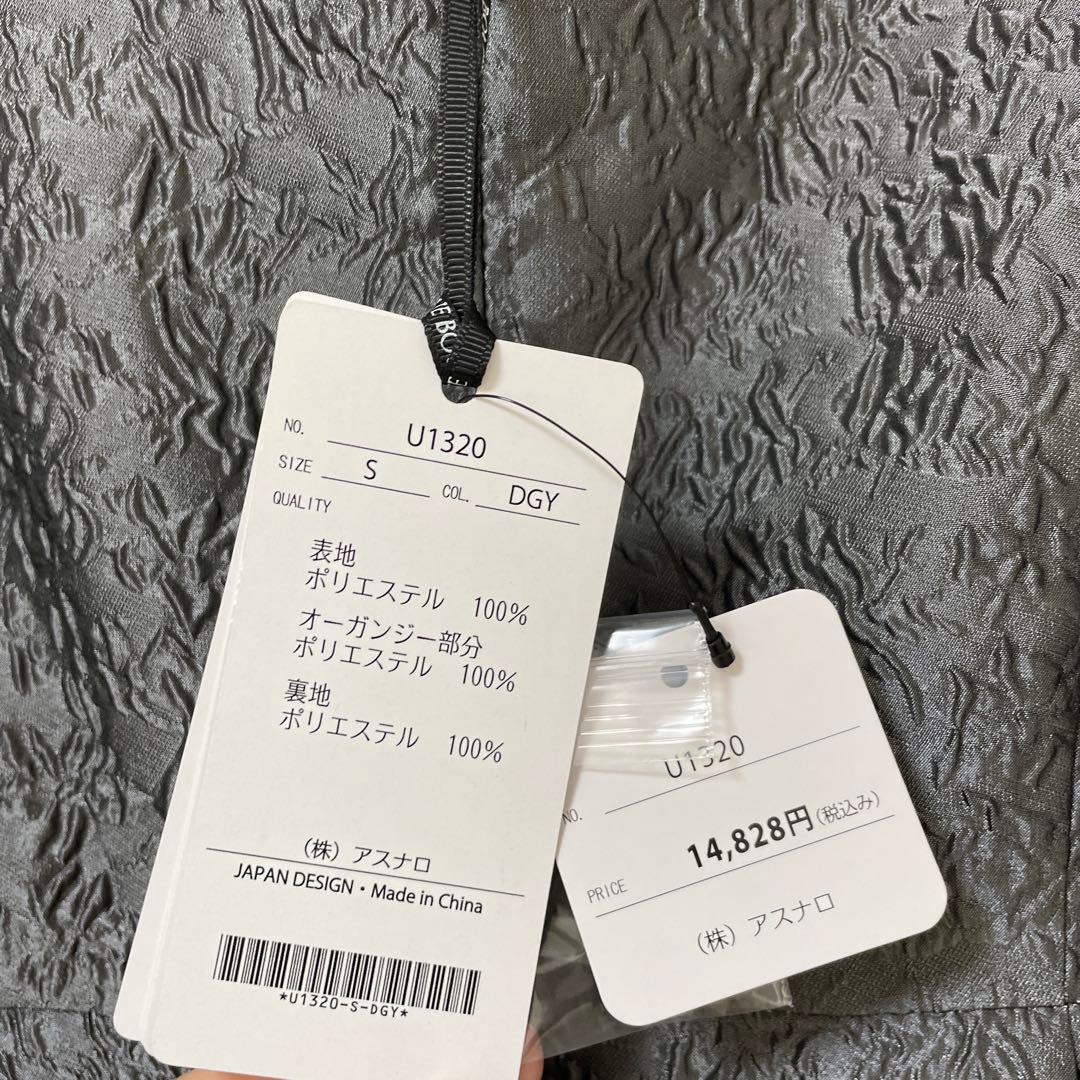 NO. U1320
SIZE S COL. DGY
QUALITY
表地
ポリエステル 100%
オーガンジー部分
ポリエステル 100%
裏地
ポリエステル 100%
(株) アスナロ
JAPAN DESIGN・Made in China
*U1320-S-DGY*
NO. U1320
PRICE 14,828円(税込み)
(株) アスナロ